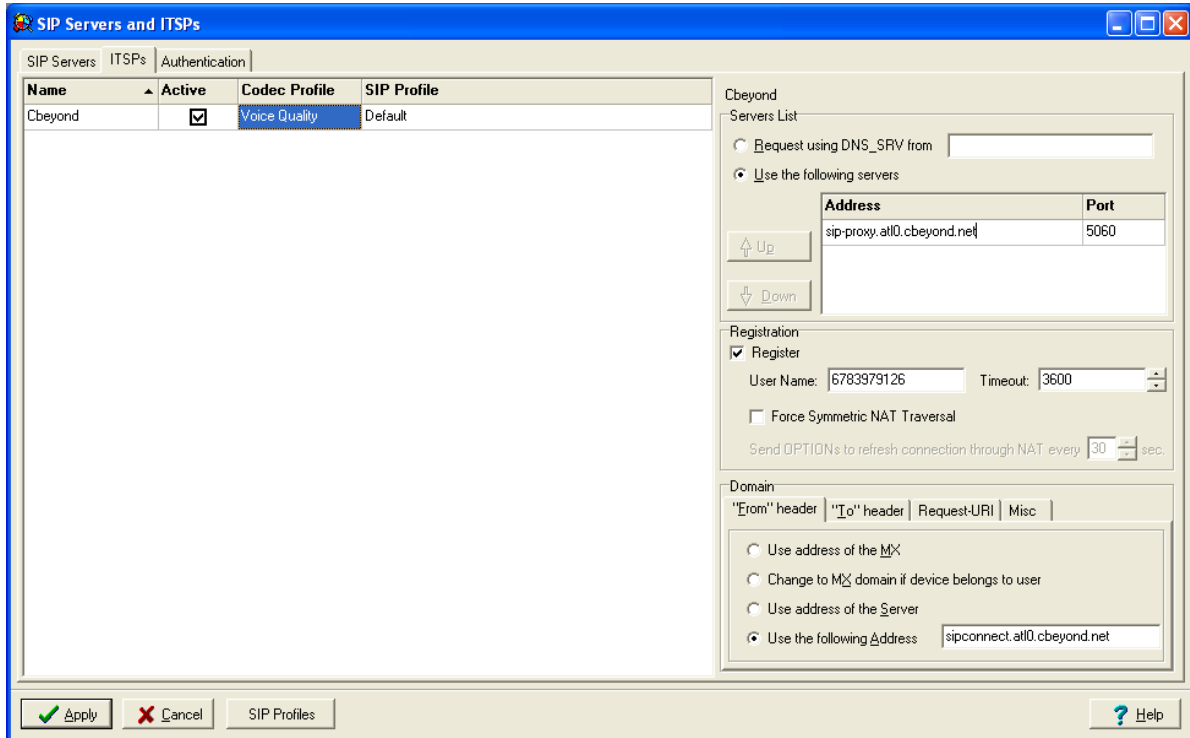 SIP Servers and ITSPs
SIP Servers ITSPs Authentication
Name Active Codec Profile SIP Profile
Cbeyond Voice Quality Default
Cbeyond
Servers List
Request using DNS_SRV from
Use the following servers
Address Port
sip-proxy.atl0.cbeyond.net 5060
Up
Down
Registration
Register
User Name: 6783979126 Timeout: 3600
Force Symmetric NAT Traversal
Send OPTIONs to refresh connection through NAT every 30 sec.
Domain
"From" header "To" header Request-URI Misc
Use address of the MX
Change to MX domain if device belongs to user
Use address of the Server
Use the following Address sipconnect.atl0.cbeyond.net
Apply Cancel SIP Profiles ? Help